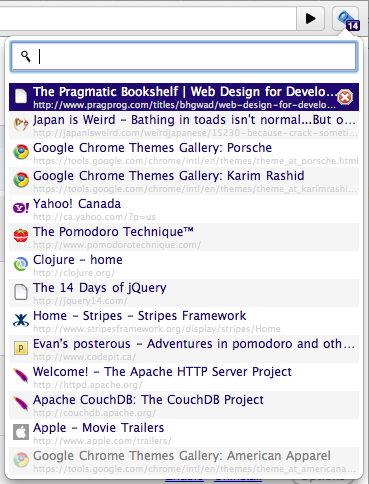 14
The Pragmatic Bookshelf | Web Design for Develo...
http://www.pragprog.com/titles/bhgwad/web-design-for-develo...
Japan is Weird – Bathing in toads isn't normal...But o...
http://japanisweird.com/weirdjapanese/15230-because-crack-someti...
Google Chrome Themes Gallery: Porsche
https://tools.google.com/chrome/intl/en/themes/theme_at_porsche.html
Google Chrome Themes Gallery: Karim Rashid
https://tools.google.com/chrome/intl/en/themes/theme_at_karimrashi...
Yahoo! Canada
http://ca.yahoo.com/?p=us
The Pomodoro Technique™
http://www.pomodorotechnique.com/
Clojure – home
http://clojure.org/
The 14 Days of jQuery
http://jquery14.com/
Home – Stripes – Stripes Framework
http://www.stripesframework.org/display/stripes/Home
Evan's posterous – Adventures in pomodoro and oth...
http://www.codepit.ca/
Welcome! – The Apache HTTP Server Project
http://httpd.apache.org/
Apache CouchDB: The CouchDB Project
http://couchdb.apache.org/
Apple – Movie Trailers
http://www.apple.com/trailers/
Google Chrome Themes Gallery: American Apparel
https://tools.google.com/chrome/intl/en/themes/theme_at_americana...